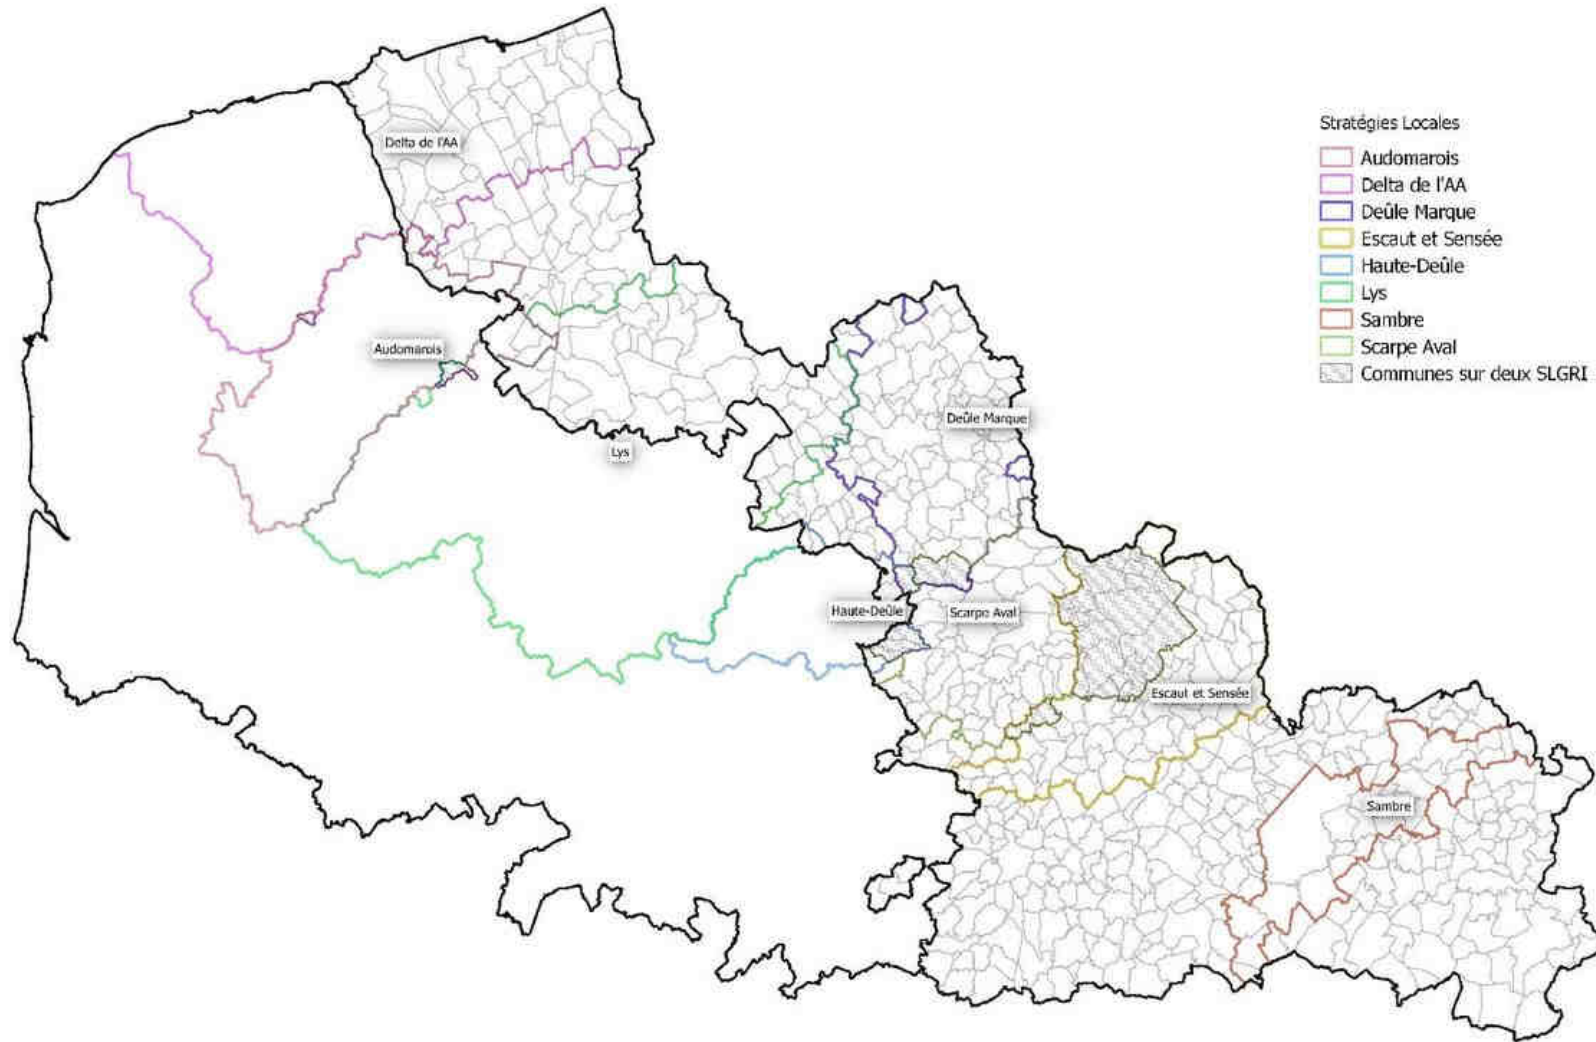 Stratégies Locales
Audomarois
Delta de l'AA
Deûle Marque
Escaut et Sensée
Haute-Deûle
Lys
Sambre
Scarpe Aval
Communes sur deux SLGRI
Delta de l'AA
Audomarois
Lys
Deûle Marque
Haute-Deûle
Scarpe Aval
Escaut et Sensée
Sambre